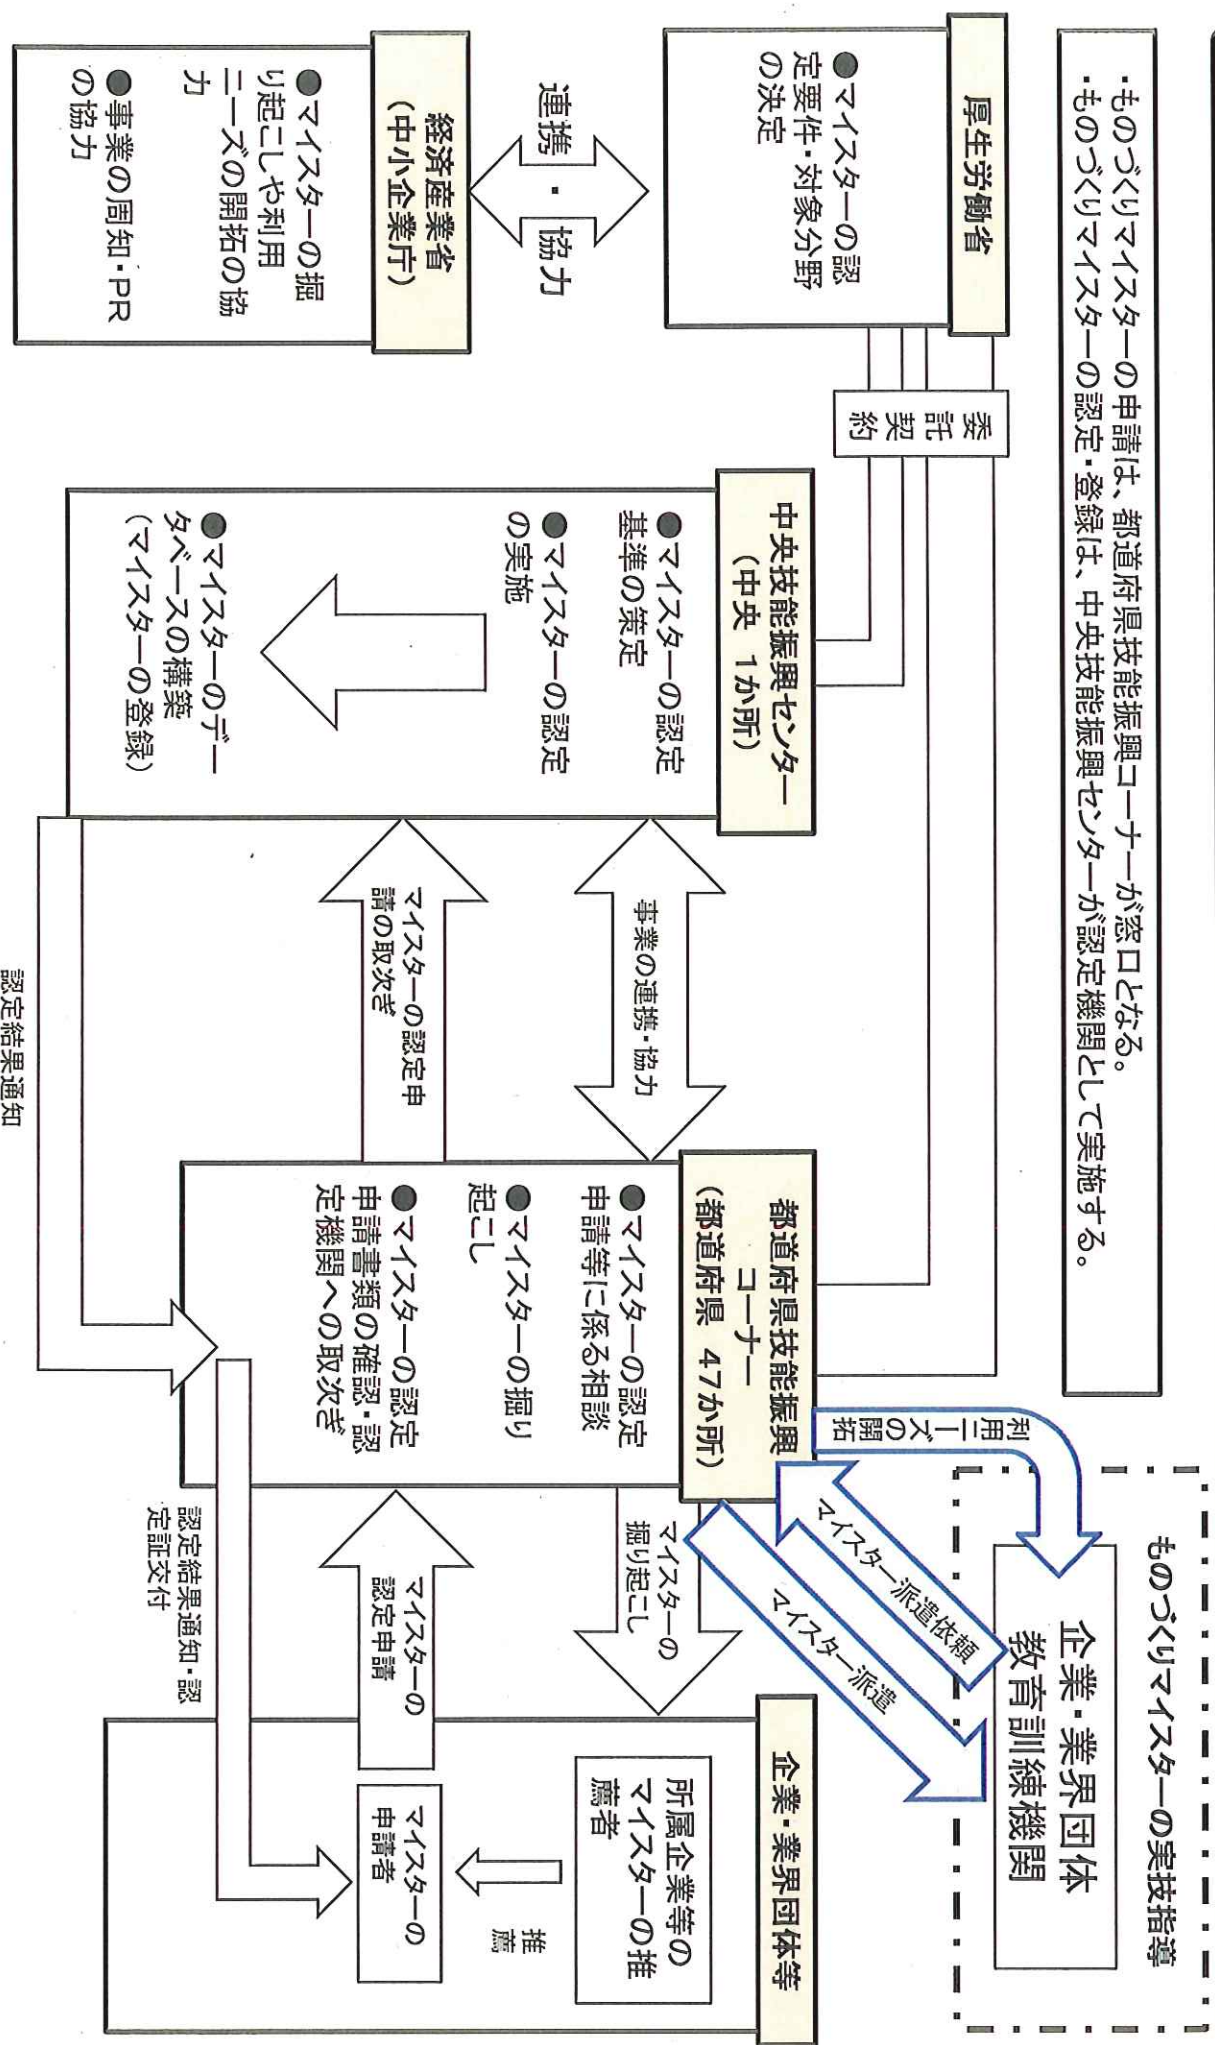 ・ものづくりマイスターの申請は、都道府県技能振興コーナーが窓口となる。
・ものづくりマイスターの認定・登録は、中央技能振興センターが認定機関として実施する。
厚生労働省
●マイスターの認
定要件・対象分野
の決定
連携・協力
経済産業省
(中小企業庁)
●マイスターの掘
り起こしや利用
ニーズの開拓の協
力
●事業の周知・PR
の協力
委託契約
中央技能振興センター
(中央 1か所)
●マイスターの認定
基準の策定
●マイスターの認定
の実施
●マイスターのデー
タベースの構築
(マイスターの登録)
事業の連携・協力
マイスターの認定申
請の取次ぎ
認定結果通知
都道府県技能振興
コーナー
(都道府県 47か所)
●マイスターの認定
申請等に係る相談
●マイスターの掘り
起こし
●マイスターの認定
申請書類の確認・認
定機関への取次ぎ
利用ニーズの開拓
マイスター派遣依頼
マイスター派遣
ものづくりマイスターの実技指導
企業・業界団体
教育訓練機関
マイスターの
掘り起こし
マイスターの
認定申請
認定結果通知・認
定証交付
企業・業界団体等
所属企業等の
マイスターの推
薦者
推薦
マイスターの
申請者